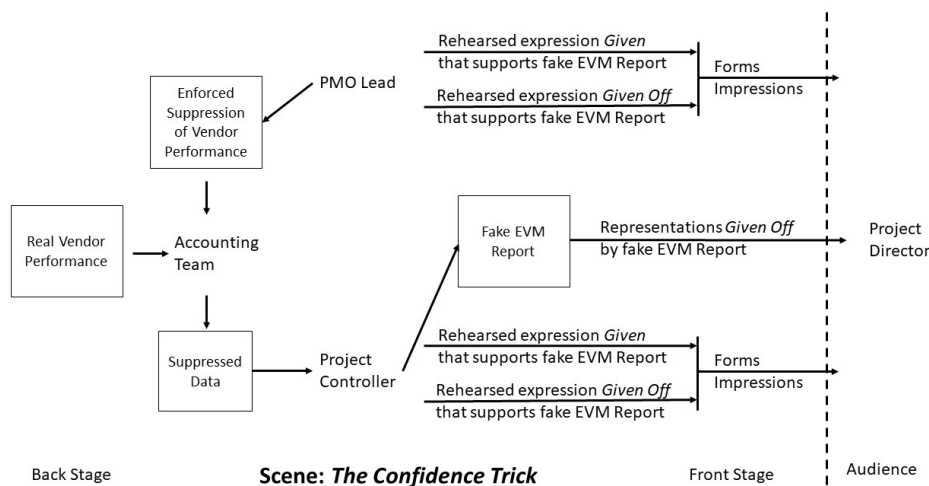 Rehearsed expression Given
that supports fake EVM Report
Rehearsed expression Given Off
that supports fake EVM Report
Forms
Impressions
PMO Lead
Enforced
Suppression
of Vendor
Performance
Real Vendor
Performance
Accounting
Team
Fake EVM
Report
Representations Given Off
by fake EVM Report
Project
Director
Suppressed
Data
Project
Controller
Rehearsed expression Given
that supports fake EVM Report
Rehearsed expression Given Off
that supports fake EVM Report
Forms
Impressions
Back Stage
Scene: The Confidence Trick
Front Stage
Audience